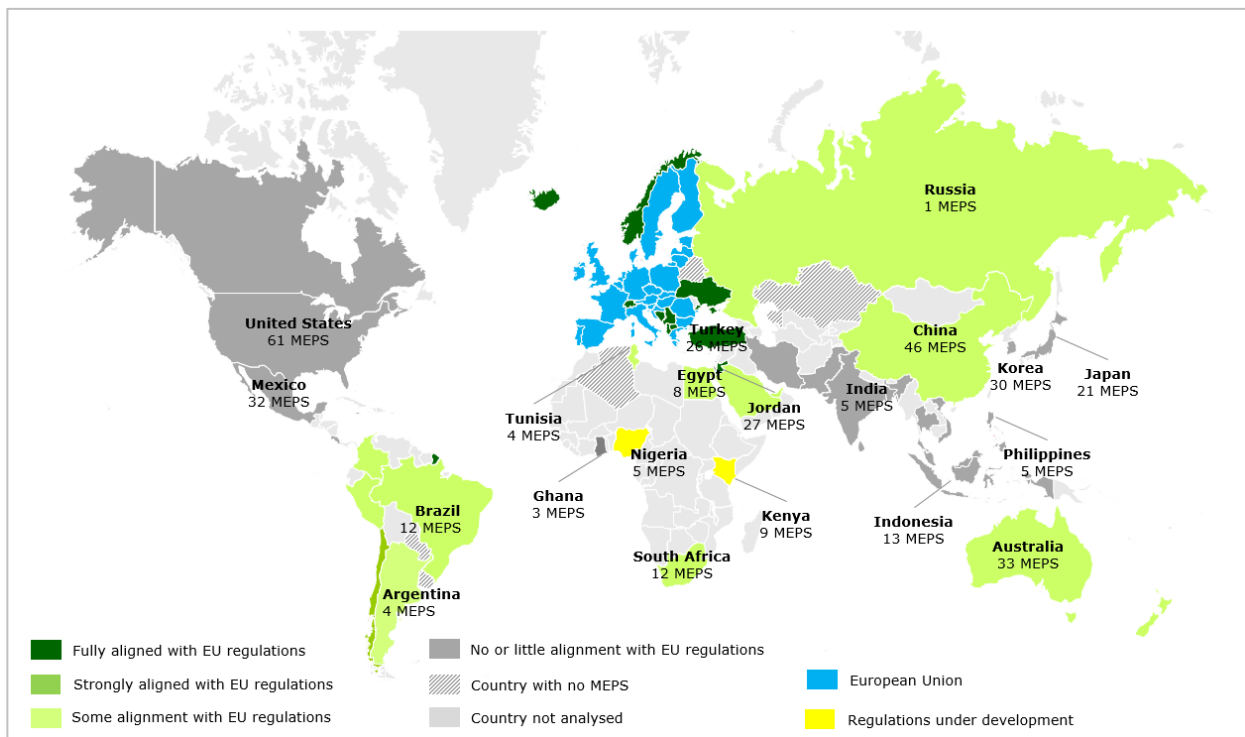 Russia
1 MEPS
United States
61 MEPS
Turkey
26 MEPS
China
46 MEPS
Mexico
32 MEPS
Egypt
8 MEPS
India
5 MEPS
Korea
30 MEPS
Japan
21 MEPS
Tunisia
4 MEPS
Jordan
27 MEPS
Nigeria
5 MEPS
Philippines
5 MEPS
Ghana
3 MEPS
Kenya
9 MEPS
Brazil
12 MEPS
Indonesia
13 MEPS
Australia
33 MEPS
South Africa
12 MEPS
Argentina
4 MEPS
Fully aligned with EU regulations
Strongly aligned with EU regulations
Some alignment with EU regulations
No or little alignment with EU regulations
Country with no MEPS
Country not analysed
European Union
Regulations under development